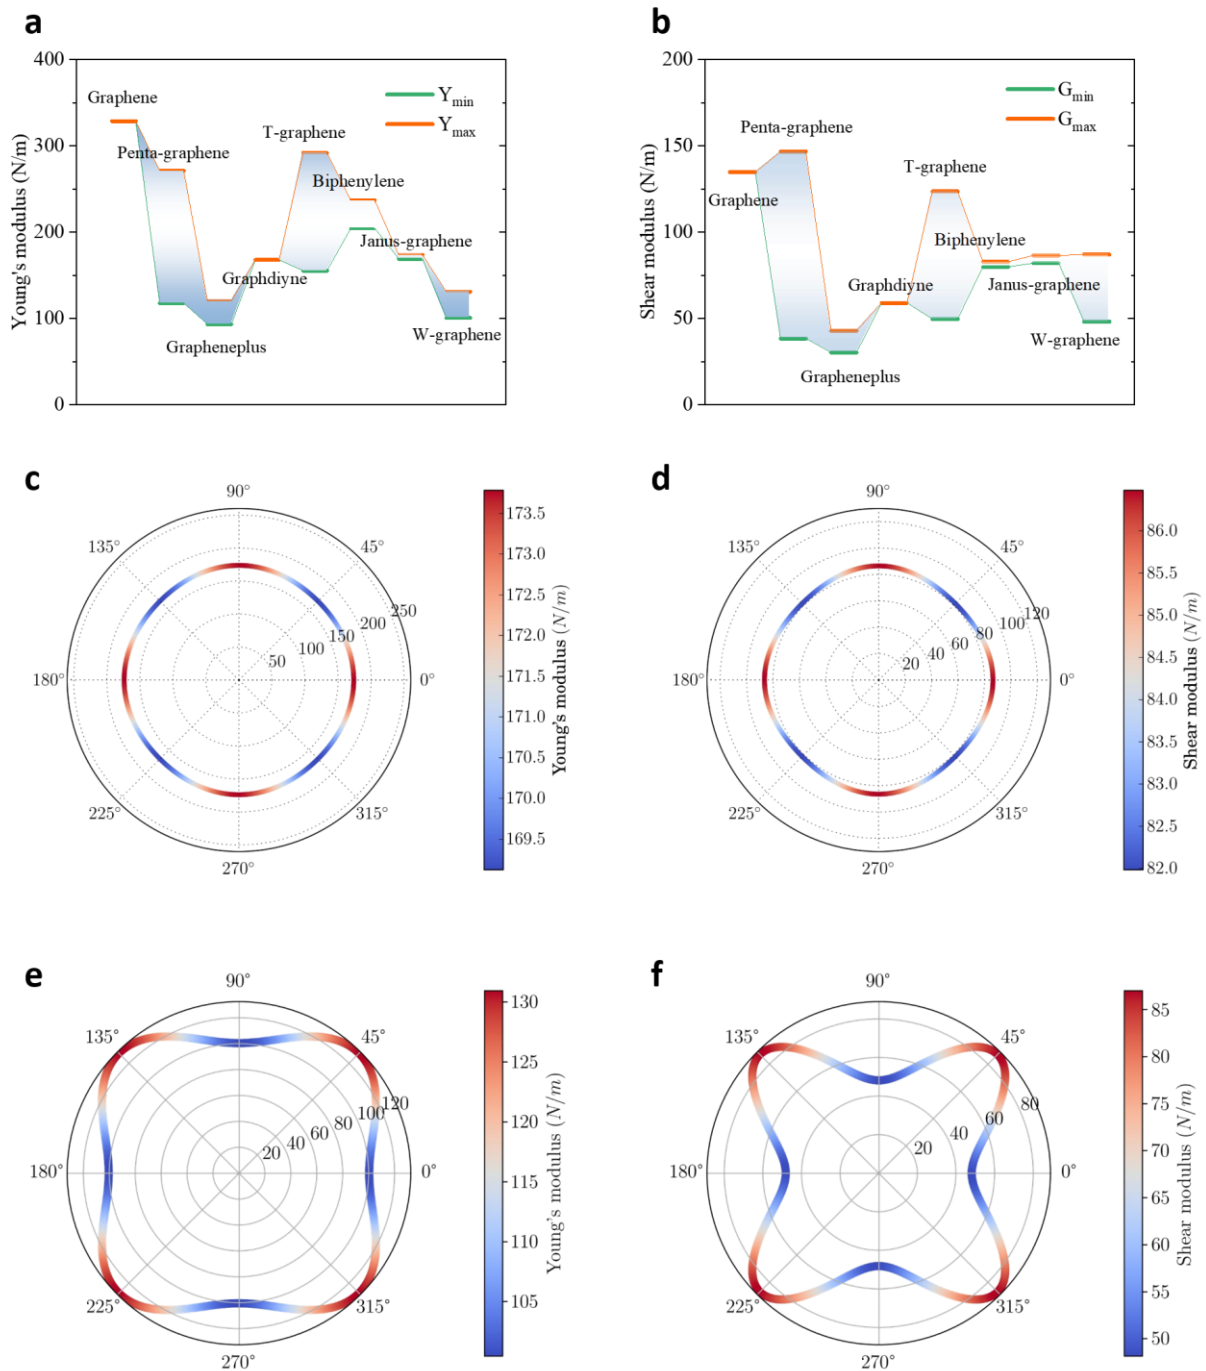 a
b
400
300
200
100
0
Young's modulus (N/m)
Graphene
Penta-graphene
Grapheneplus
Graphdiyne
T-graphene
Biphenylene
Janus-graphene
W-graphene
Ymin
Ymax
200
150
100
50
0
Shear modulus (N/m)
Graphene
Penta-graphene
Grapheneplus
Graphdiyne
T-graphene
Biphenylene
Janus-graphene
W-graphene
Gmin
Gmax
c
90°
135°
45°
180°
0°
225°
315°
270°
50
100
150
200
250
173.5
173.0
172.5
172.0
171.5
171.0
170.5
170.0
169.5
Young's modulus (N/m)
d
90°
135°
45°
180°
0°
225°
315°
270°
20
40
60
80
100
120
86.0
85.5
85.0
84.5
84.0
83.5
83.0
82.5
82.0
Shear modulus (N/m)
e
90°
135°
45°
180°
0°
225°
315°
270°
20
40
60
80
100
120
130
125
120
115
110
105
Young's modulus (N/m)
f
90°
135°
45°
180°
0°
225°
315°
270°
20
40
60
80
85
80
75
70
65
60
55
50
Shear modulus (N/m)